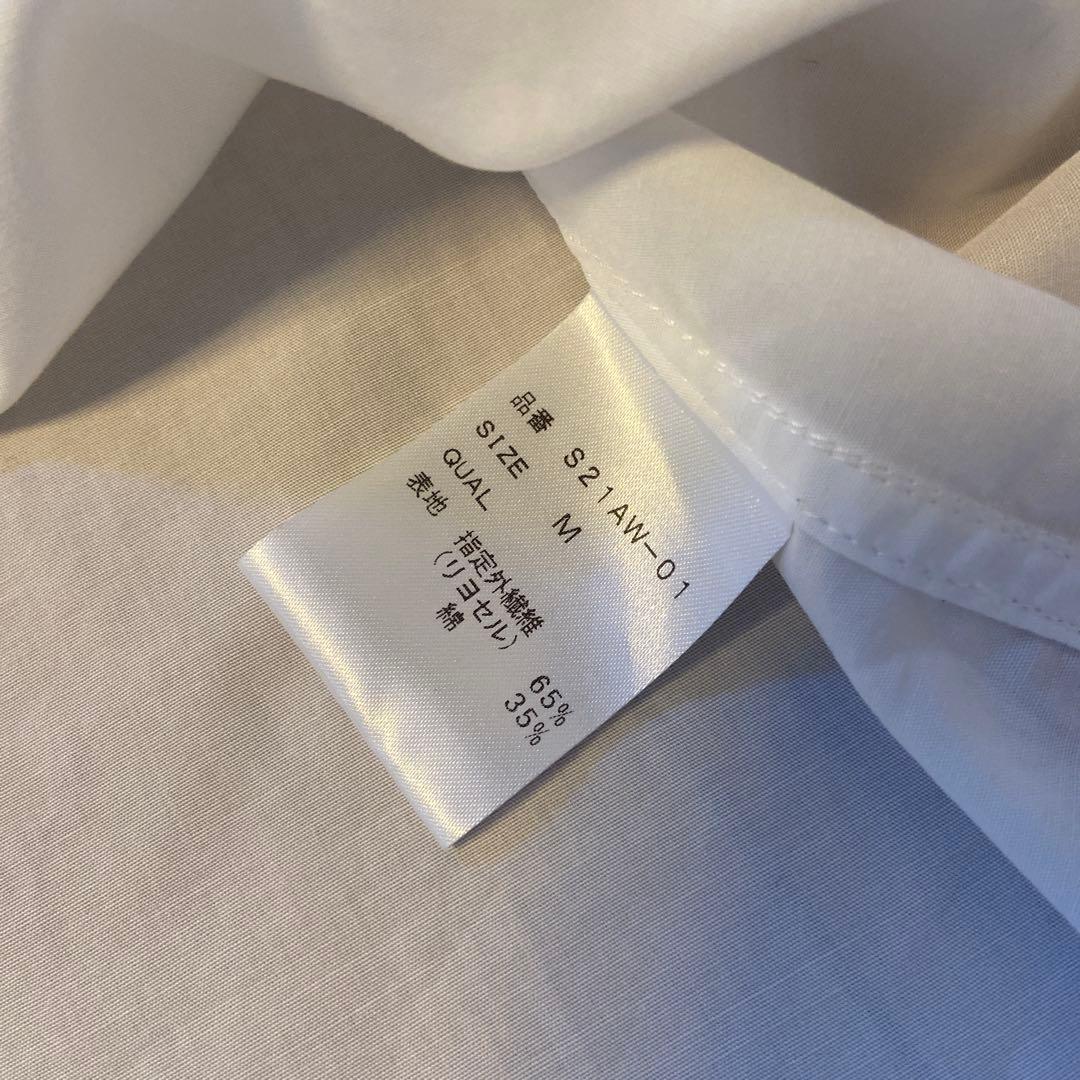 品番 S21AW-01
SIZE M
QUAL
表地 指定外繊維 65%
(リヨセル)
綿 35%